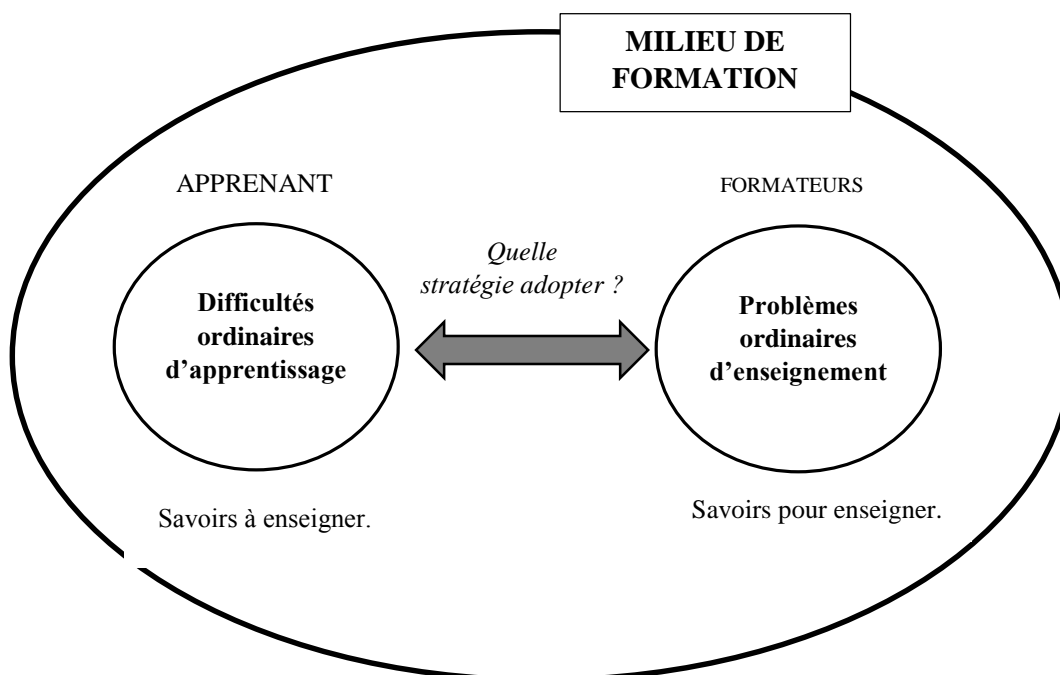 MILIEU DE
FORMATION
APPRENANT
FORMATEURS
Quelle
stratégie adopter ?
Difficultés
ordinaires
d’apprentissage
Problèmes
ordinaires
d’enseignement
Savoirs à enseigner.
Savoirs pour enseigner.